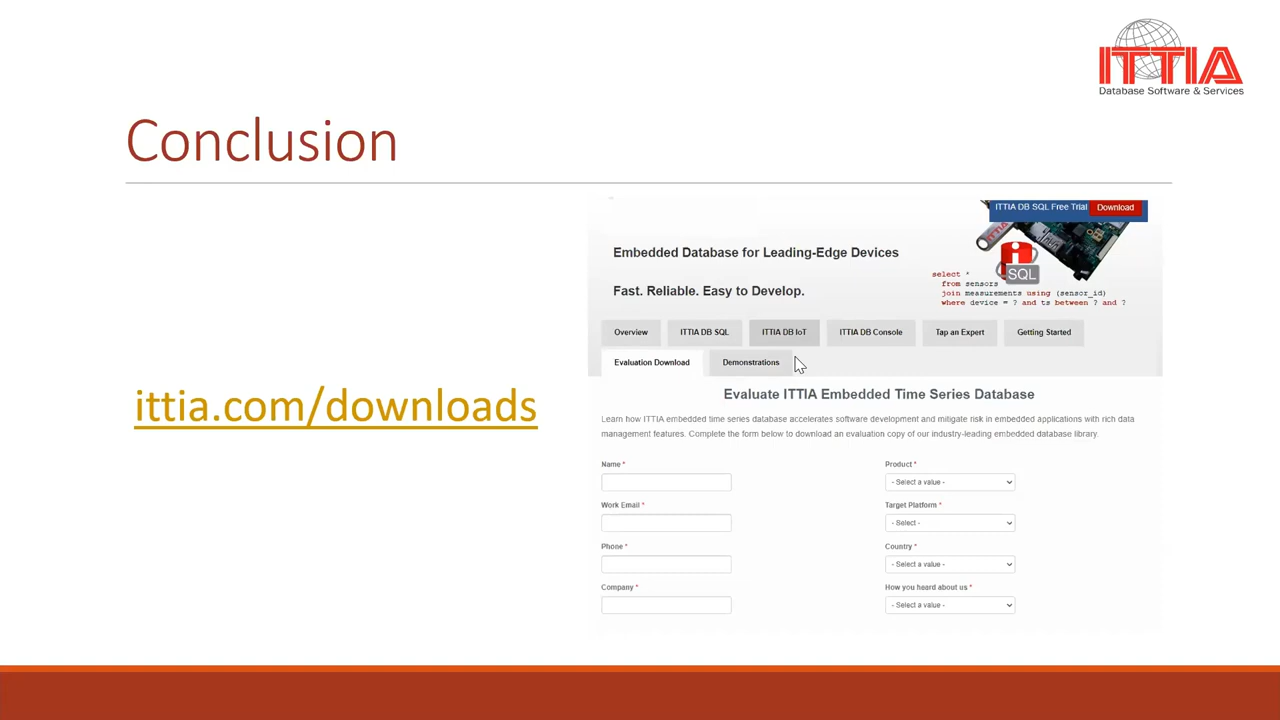 ITTIA
Database Software & Services
Conclusion
ittia.com/downloads
ITTIA DB SQL Free Trial Download
Embedded Database for Leading-Edge Devices
Fast. Reliable. Easy to Develop.
ITTIA
SQL
select *
from sensors
join measurements using (sensor_id)
where device = ? and ts between ? and ?
Overview ITTIA DB SQL ITTIA DB IoT ITTIA DB Console Tap an Expert Getting Started
Evaluation Download Demonstrations
Evaluate ITTIA Embedded Time Series Database
Learn how ITTIA embedded time series database accelerates software development and mitigate risk in embedded applications with rich data
management features. Complete the form below to download an evaluation copy of our industry-leading embedded database library.
Name * Product *
- Select a value -
Work Email * Target Platform *
- Select -
Phone * Country *
- Select a value -
Company * How you heard about us *
- Select a value -